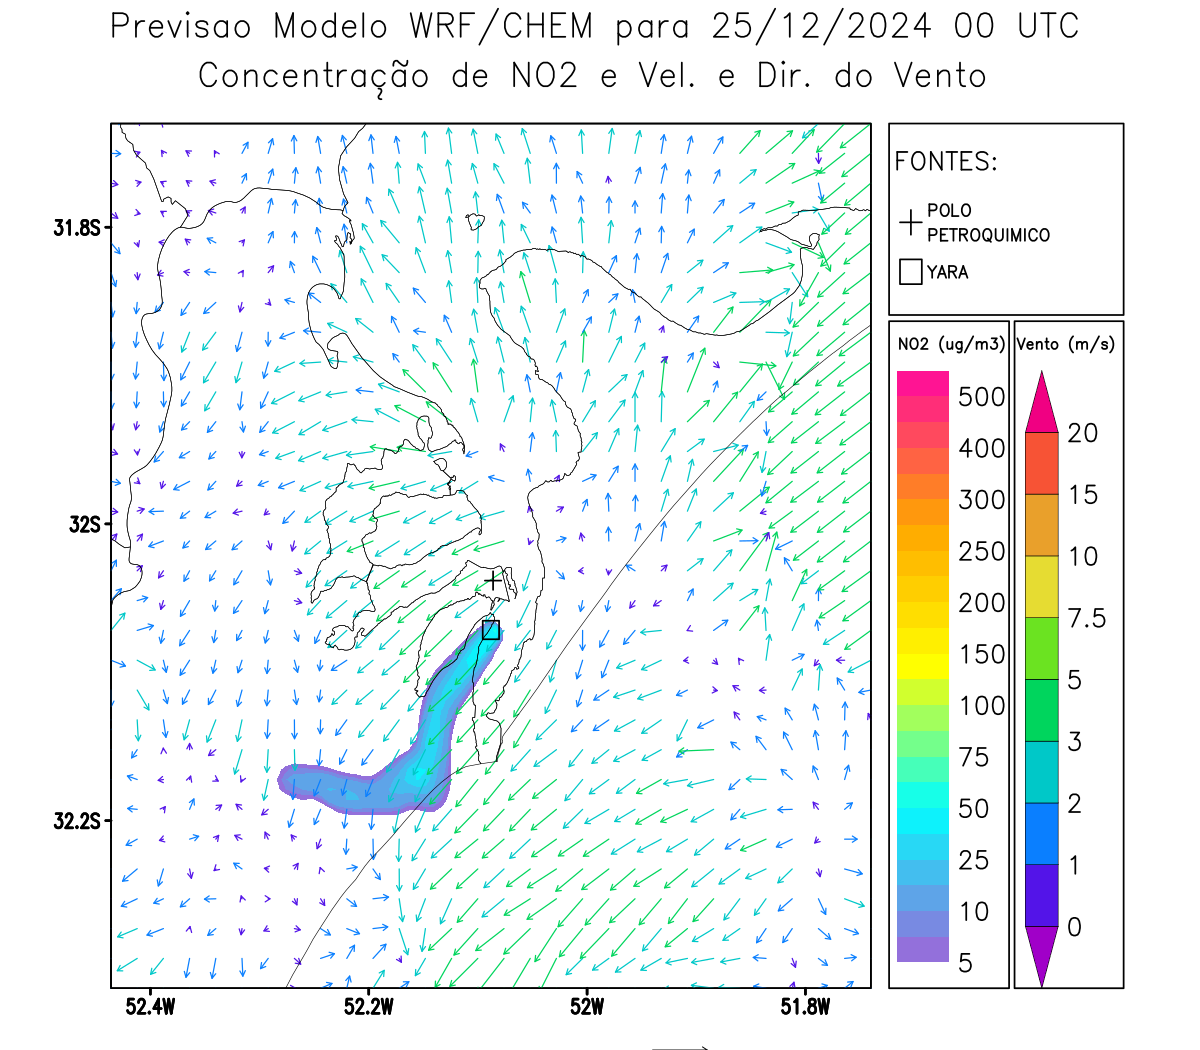 Previsao Modelo WRF/CHEM para 25/12/2024 00 UTC
Concentração de NO2 e Vel. e Dir. do Vento
FONTES:
POLO
PETROQUIMICO
YARA
NO2 (ug/m3)
500
400
300
250
200
150
100
75
50
25
10
5
Vento (m/s)
20
15
10
7.5
5
3
2
1
0
31.8S
32S
32.2S
52.4W
52.2W
52W
51.8W